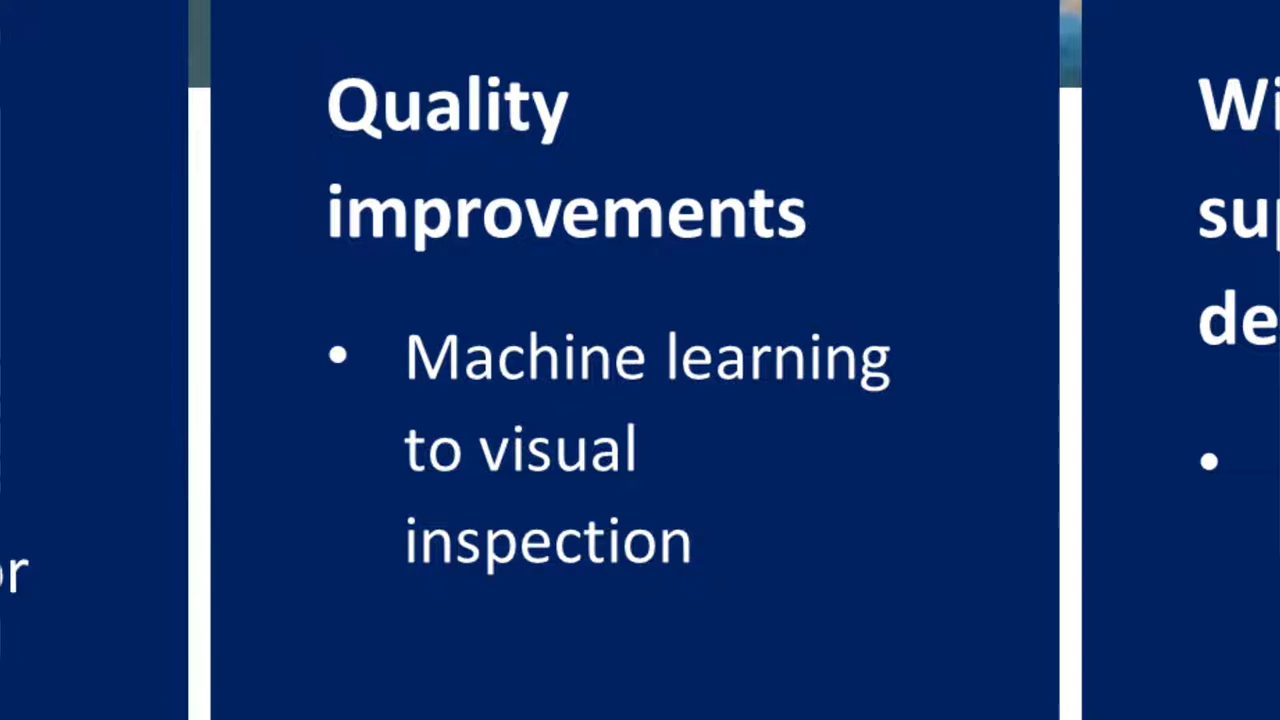 Quality
improvements
• Machine learning
to visual
inspection